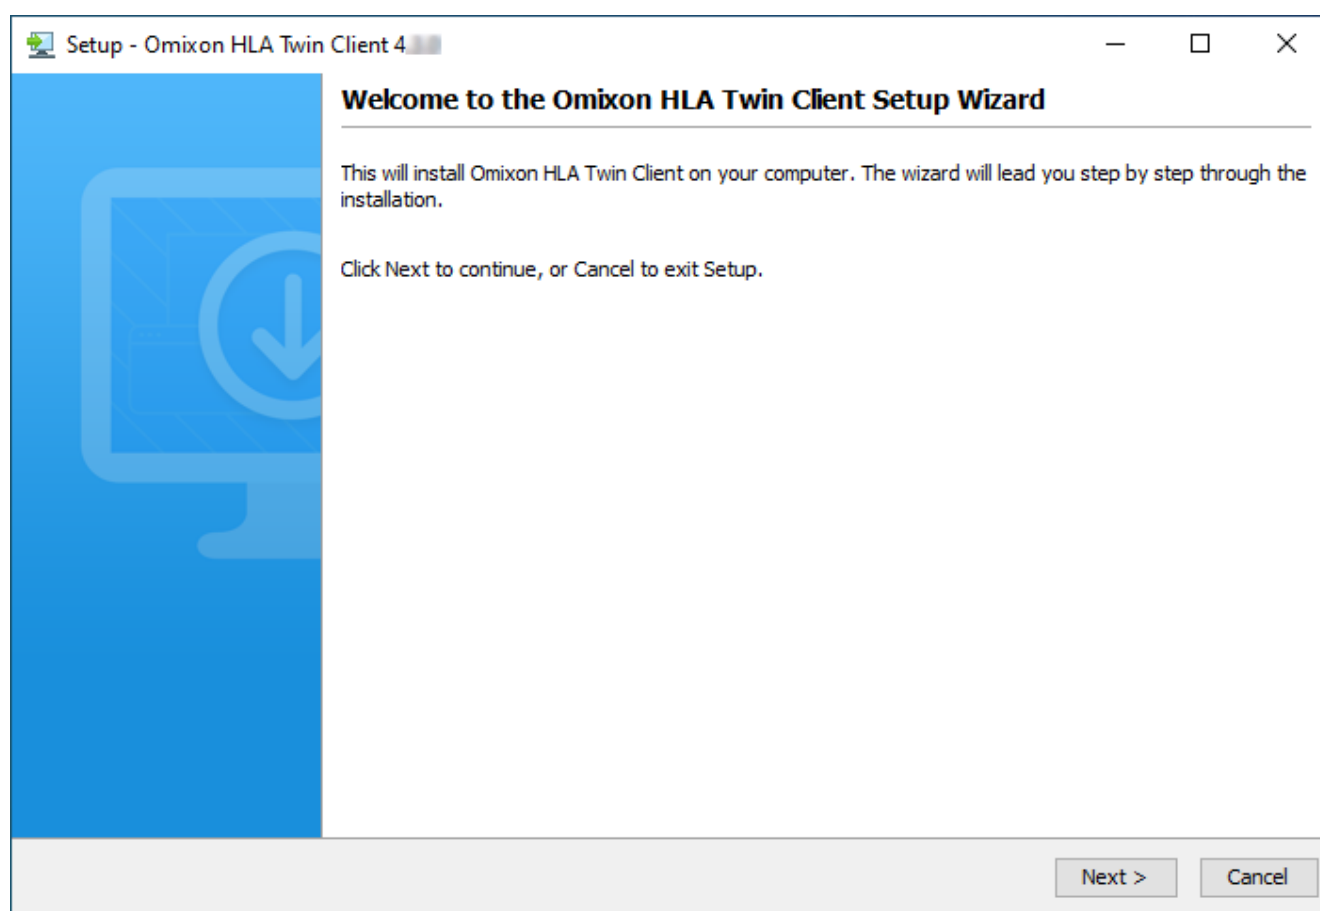 Setup - Omixon HLA Twin Client 4
Welcome to the Omixon HLA Twin Client Setup Wizard
This will install Omixon HLA Twin Client on your computer. The wizard will lead you step by step through the
installation.
Click Next to continue, or Cancel to exit Setup.
Next >
Cancel